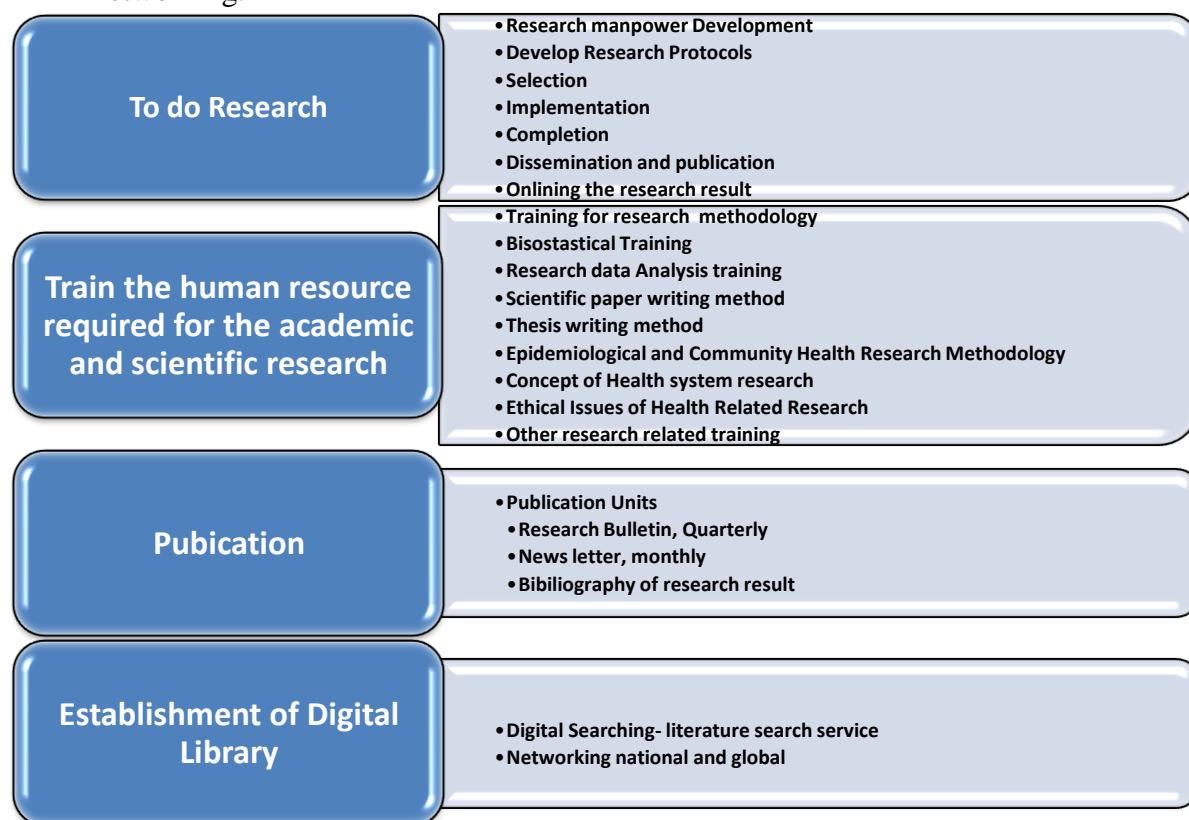 To do Research
•Research manpower Development
•Develop Research Protocols
•Selection
•Implementation
•Completion
•Dissemination and publication
•Onlining the research result
Train the human resource
required for the academic
and scientific research
•Training for research methodology
•Bisostastical Training
•Research data Analysis training
•Scientific paper writing method
•Thesis writing method
•Epidemiological and Community Health Research Methodology
•Concept of Health system research
•Ethical Issues of Health Related Research
•Other research related training
Pubication
•Publication Units
•Research Bulletin, Quarterly
•News letter, monthly
•Bibiliography of research result
Establishment of Digital
Library
•Digital Searching- literature search service
•Networking national and global